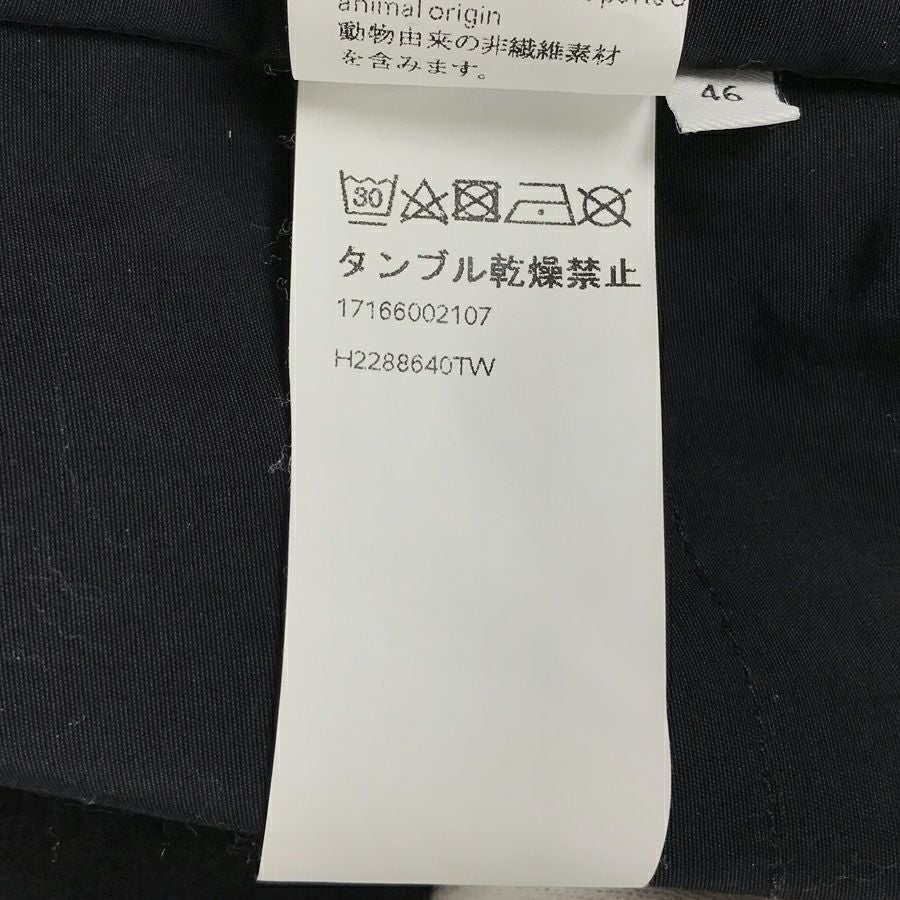 animal origin
動物由来の非繊維素材
を含みます。
46
30
タンブル乾燥禁止
17166002107
H2288640TW